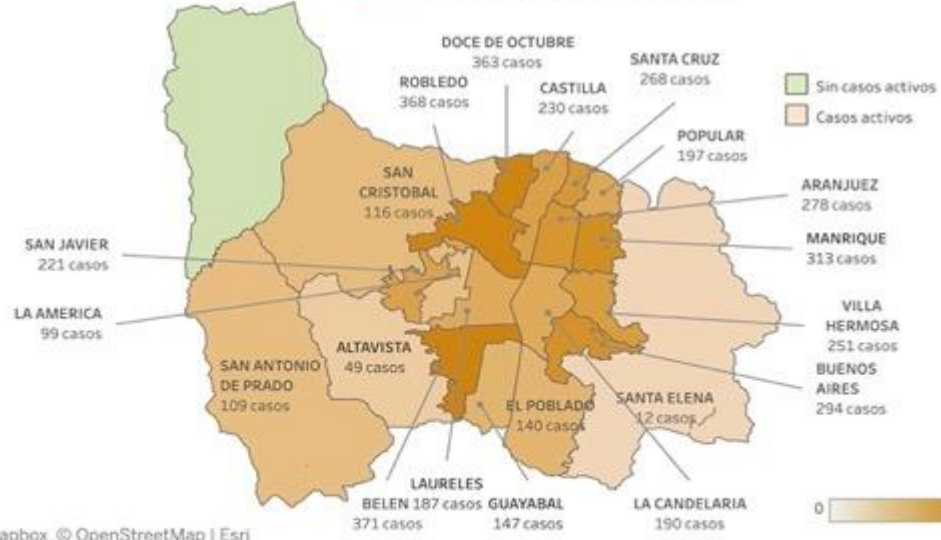 DOCE DE OCTUBRE
363 casos
SANTA CRUZ
268 casos
ROBLEDO
368 casos
CASTILLA
230 casos
Sin casos activos
Casos activos
POPULAR
197 casos
SAN
CRISTOBAL
116 casos
ARANJUEZ
278 casos
SAN JAVIER
221 casos
MANRIQUE
313 casos
LA AMERICA
99 casos
VILLA
HERMOSA
251 casos
ALTAVISTA
49 casos
SAN ANTONIO
DE PRADO
109 casos
BUENOS
AIRES
294 casos
EL POBLADO
140 casos
SANTA ELENA
12 casos
LAURELES
187 casos
BELEN
371 casos
GUAYABAL
147 casos
LA CANDELARIA
190 casos
0
© OpenStreetMap | Esri